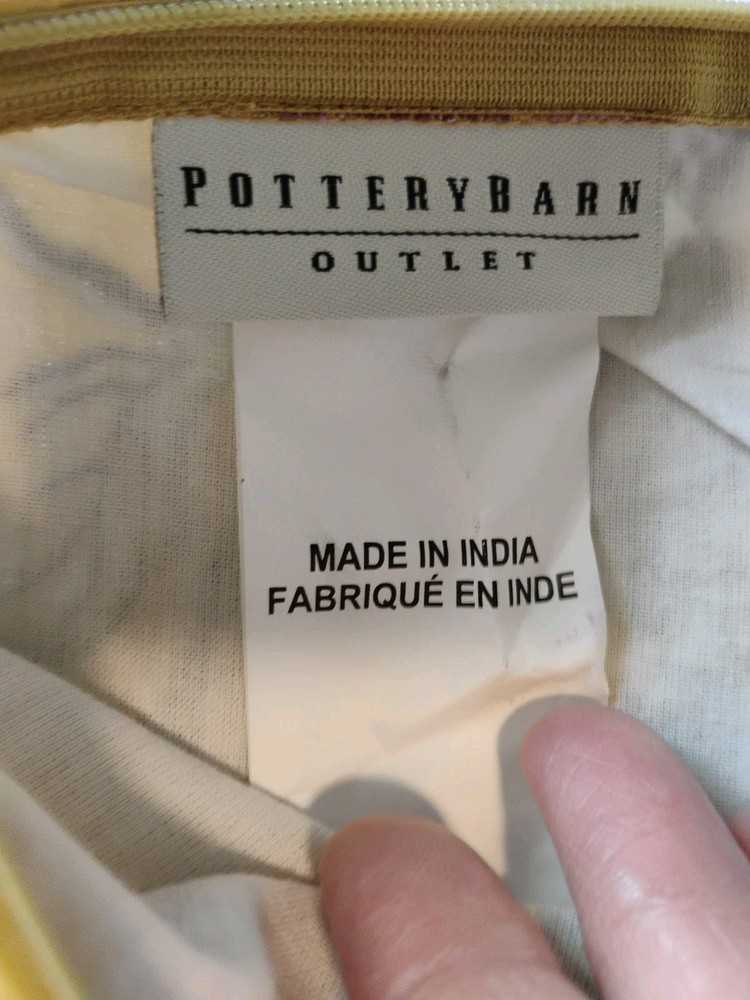 POTTERYBARN
OUTLET
MADE IN INDIA
FABRIQUÉ EN INDE